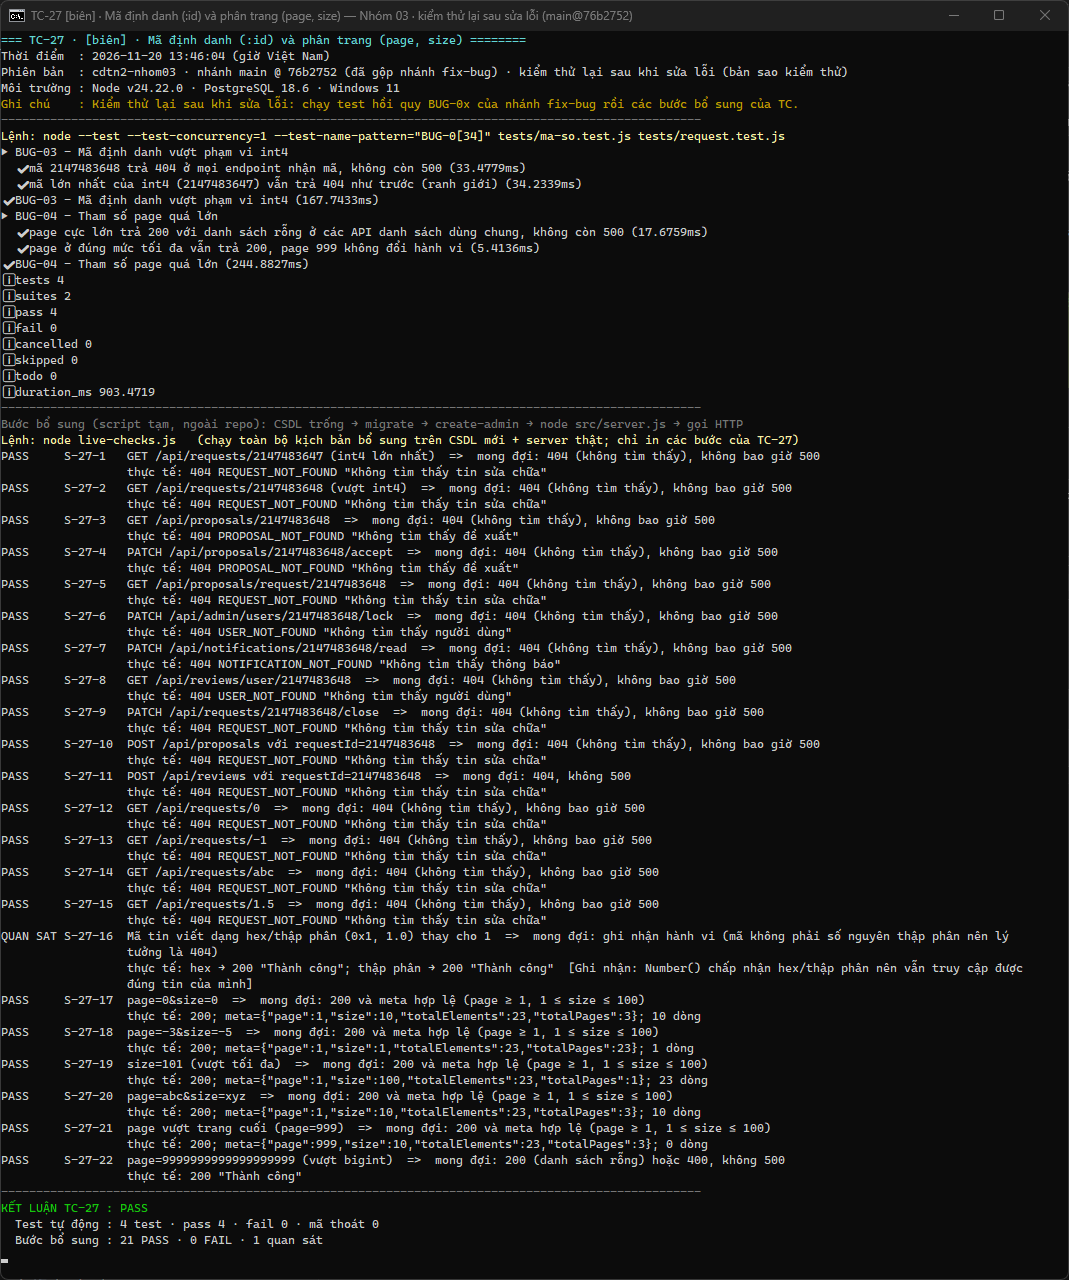 TC-27 [biên] · Mã định danh (:id) và phân trang (page, size) — Nhóm 03 · kiểm thử lại sau sửa lỗi (main@76b2752)
=== TC-27 · [biên] · Mã định danh (:id) và phân trang (page, size) ========
Thời điểm  : 2026-11-20 13:46:04 (giờ Việt Nam)
Phiên bản  : cdtn2-nhom03 · nhánh main @ 76b2752 (đã gộp nhánh fix-bug) · kiểm thử lại sau khi sửa lỗi (bản sao kiểm thử)
Môi trường : Node v24.22.0 · PostgreSQL 18.6 · Windows 11
Ghi chú    : Kiểm thử lại sau khi sửa lỗi: chạy test hồi quy BUG-0x của nhánh fix-bug rồi các bước bổ sung của TC.
Lệnh: node --test --test-concurrency=1 --test-name-pattern="BUG-0[34]" tests/ma-so.test.js tests/request.test.js
▶ BUG-03 - Mã định danh vượt phạm vi int4
✔mã 2147483648 trả 404 ở mọi endpoint nhận mã, không còn 500 (33.4779ms)
✔mã lớn nhất của int4 (2147483647) vẫn trả 404 như trước (ranh giới) (34.2339ms)
✔BUG-03 - Mã định danh vượt phạm vi int4 (167.7433ms)
▶ BUG-04 - Tham số page quá lớn
✔page cực lớn trả 200 với danh sách rỗng ở các API danh sách dùng chung, không còn 500 (17.6759ms)
✔page ở đúng mức tối đa vẫn trả 200, page 999 không đổi hành vi (5.4136ms)
✔BUG-04 - Tham số page quá lớn (244.8827ms)
ℹtests 4
ℹsuites 2
ℹpass 4
ℹfail 0
ℹcancelled 0
ℹskipped 0
ℹtodo 0
ℹduration_ms 903.4719
Bước bổ sung (script tạm, ngoài repo): CSDL trống → migrate → create-admin → node src/server.js → gọi HTTP
Lệnh: node live-checks.js   (chạy toàn bộ kịch bản bổ sung trên CSDL mới + server thật; chỉ in các bước của TC-27)
PASS     S-27-1   GET /api/requests/2147483647 (int4 lớn nhất)  =>  mong đợi: 404 (không tìm thấy), không bao giờ 500
thực tế: 404 REQUEST_NOT_FOUND "Không tìm thấy tin sửa chữa"
PASS     S-27-2   GET /api/requests/2147483648 (vượt int4)  =>  mong đợi: 404 (không tìm thấy), không bao giờ 500
thực tế: 404 REQUEST_NOT_FOUND "Không tìm thấy tin sửa chữa"
PASS     S-27-3   GET /api/proposals/2147483648  =>  mong đợi: 404 (không tìm thấy), không bao giờ 500
thực tế: 404 PROPOSAL_NOT_FOUND "Không tìm thấy đề xuất"
PASS     S-27-4   PATCH /api/proposals/2147483648/accept  =>  mong đợi: 404 (không tìm thấy), không bao giờ 500
thực tế: 404 PROPOSAL_NOT_FOUND "Không tìm thấy đề xuất"
PASS     S-27-5   GET /api/proposals/request/2147483648  =>  mong đợi: 404 (không tìm thấy), không bao giờ 500
thực tế: 404 REQUEST_NOT_FOUND "Không tìm thấy tin sửa chữa"
PASS     S-27-6   PATCH /api/admin/users/2147483648/lock  =>  mong đợi: 404 (không tìm thấy), không bao giờ 500
thực tế: 404 USER_NOT_FOUND "Không tìm thấy người dùng"
PASS     S-27-7   PATCH /api/notifications/2147483648/read  =>  mong đợi: 404 (không tìm thấy), không bao giờ 500
thực tế: 404 NOTIFICATION_NOT_FOUND "Không tìm thấy thông báo"
PASS     S-27-8   GET /api/reviews/user/2147483648  =>  mong đợi: 404 (không tìm thấy), không bao giờ 500
thực tế: 404 USER_NOT_FOUND "Không tìm thấy người dùng"
PASS     S-27-9   PATCH /api/requests/2147483648/close  =>  mong đợi: 404 (không tìm thấy), không bao giờ 500
thực tế: 404 REQUEST_NOT_FOUND "Không tìm thấy tin sửa chữa"
PASS     S-27-10  POST /api/proposals với requestId=2147483648  =>  mong đợi: 404 (không tìm thấy), không bao giờ 500
thực tế: 404 REQUEST_NOT_FOUND "Không tìm thấy tin sửa chữa"
PASS     S-27-11  POST /api/reviews với requestId=2147483648  =>  mong đợi: 404, không 500
thực tế: 404 REQUEST_NOT_FOUND "Không tìm thấy tin sửa chữa"
PASS     S-27-12  GET /api/requests/0  =>  mong đợi: 404 (không tìm thấy), không bao giờ 500
thực tế: 404 REQUEST_NOT_FOUND "Không tìm thấy tin sửa chữa"
PASS     S-27-13  GET /api/requests/-1  =>  mong đợi: 404 (không tìm thấy), không bao giờ 500
thực tế: 404 REQUEST_NOT_FOUND "Không tìm thấy tin sửa chữa"
PASS     S-27-14  GET /api/requests/abc  =>  mong đợi: 404 (không tìm thấy), không bao giờ 500
thực tế: 404 REQUEST_NOT_FOUND "Không tìm thấy tin sửa chữa"
PASS     S-27-15  GET /api/requests/1.5  =>  mong đợi: 404 (không tìm thấy), không bao giờ 500
thực tế: 404 REQUEST_NOT_FOUND "Không tìm thấy tin sửa chữa"
QUAN SAT S-27-16  Mã tin viết dạng hex/thập phân (0x1, 1.0) thay cho 1  =>  mong đợi: ghi nhận hành vi (mã không phải số nguyên thập phân nên lý
tưởng là 404)
thực tế: hex → 200 "Thành công"; thập phân → 200 "Thành công"  [Ghi nhận: Number() chấp nhận hex/thập phân nên vẫn truy cập được
đúng tin của mình]
PASS     S-27-17  page=0&size=0  =>  mong đợi: 200 và meta hợp lệ (page ≥ 1, 1 ≤ size ≤ 100)
thực tế: 200; meta={"page":1,"size":10,"totalElements":23,"totalPages":3}; 10 dòng
PASS     S-27-18  page=-3&size=-5  =>  mong đợi: 200 và meta hợp lệ (page ≥ 1, 1 ≤ size ≤ 100)
thực tế: 200; meta={"page":1,"size":1,"totalElements":23,"totalPages":23}; 1 dòng
PASS     S-27-19  size=101 (vượt tối đa)  =>  mong đợi: 200 và meta hợp lệ (page ≥ 1, 1 ≤ size ≤ 100)
thực tế: 200; meta={"page":1,"size":100,"totalElements":23,"totalPages":1}; 23 dòng
PASS     S-27-20  page=abc&size=xyz  =>  mong đợi: 200 và meta hợp lệ (page ≥ 1, 1 ≤ size ≤ 100)
thực tế: 200; meta={"page":1,"size":10,"totalElements":23,"totalPages":3}; 10 dòng
PASS     S-27-21  page vượt trang cuối (page=999)  =>  mong đợi: 200 và meta hợp lệ (page ≥ 1, 1 ≤ size ≤ 100)
thực tế: 200; meta={"page":999,"size":10,"totalElements":23,"totalPages":3}; 0 dòng
PASS     S-27-22  page=9999999999999999999 (vượt bigint)  =>  mong đợi: 200 (danh sách rỗng) hoặc 400, không 500
thực tế: 200 "Thành công"
KẾT LUẬN TC-27 : PASS
Test tự động : 4 test · pass 4 · fail 0 · mã thoát 0
Bước bổ sung : 21 PASS · 0 FAIL · 1 quan sát